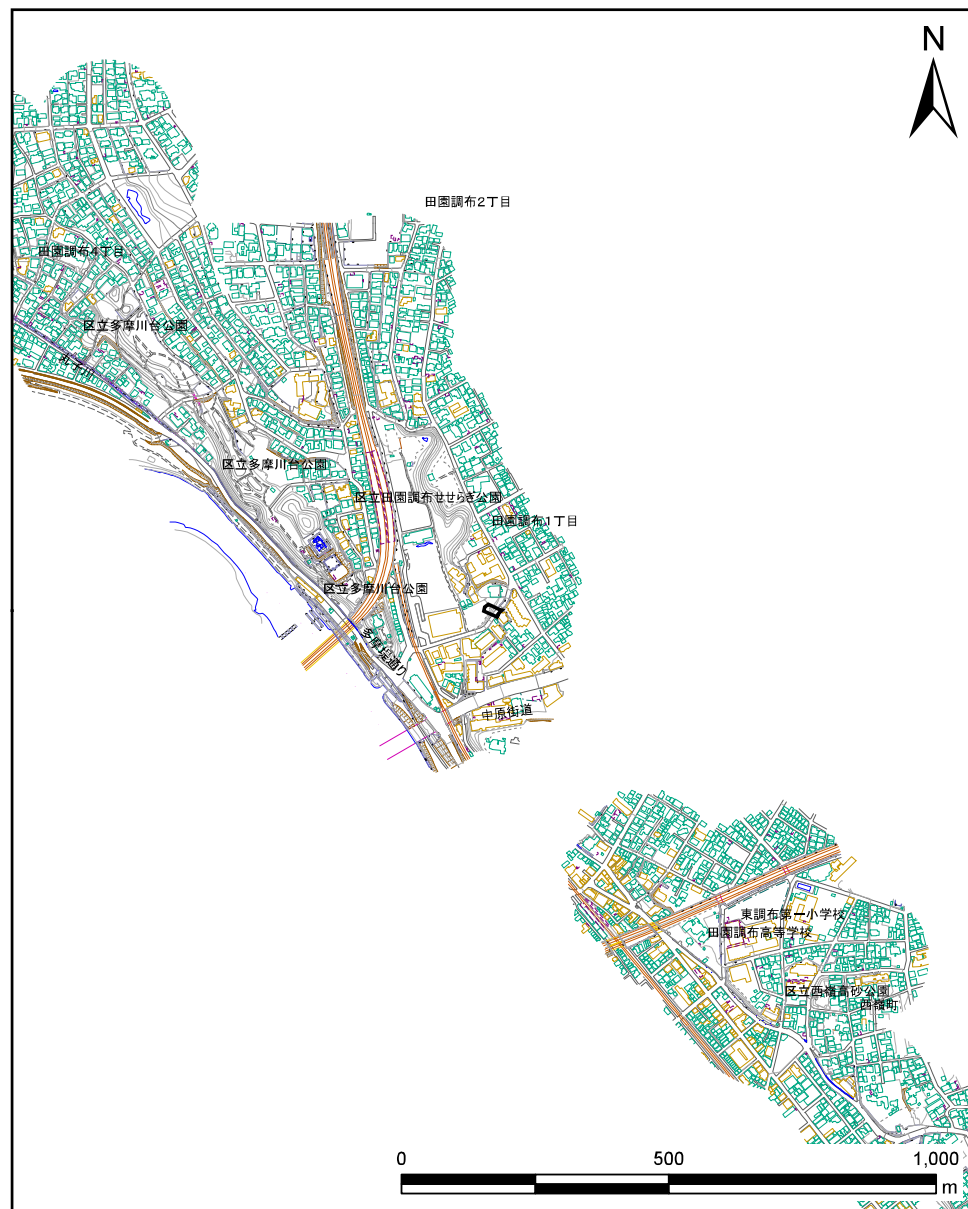 N
田園調布2丁目
田園調布4丁目
区立多摩川台公園
丸子川
区立多摩川台公園
区立田園調布せせらぎ公園
田園調布1丁目
区立多摩川台公園
多摩堤通り
中原街道
東調布第一小学校
田園調布高等学校
区立西嶺高砂公園
西嶺町
0 500 1,000
m